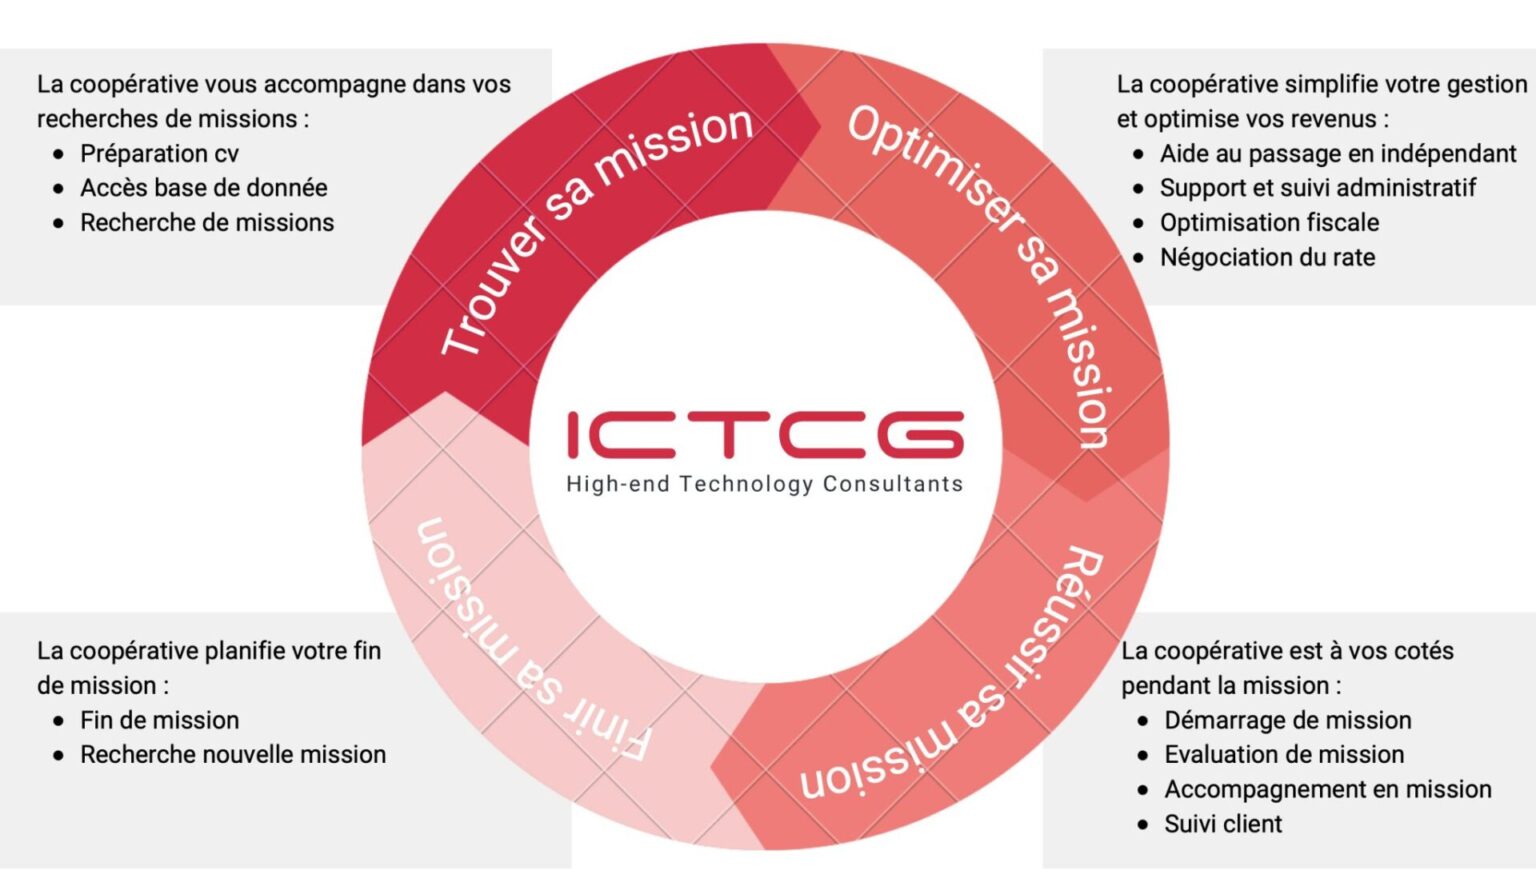 La coopérative vous accompagne dans vos
recherches de missions :
• Préparation cv
• Accès base de donnée
• Recherche de missions
Trouver sa mission
Optimiser sa mission
La coopérative simplifie votre gestion
et optimise vos revenus :
• Aide au passage en indépendant
• Support et suivi administratif
• Optimisation fiscale
• Négociation du rate
ICTCG
High-end Technology Consultants
La coopérative planifie votre fin
de mission :
• Fin de mission
• Recherche nouvelle mission
Finir sa mission
Réussir sa mission
La coopérative est à vos cotés
pendant la mission :
• Démarrage de mission
• Evaluation de mission
• Accompagnement en mission
• Suivi client